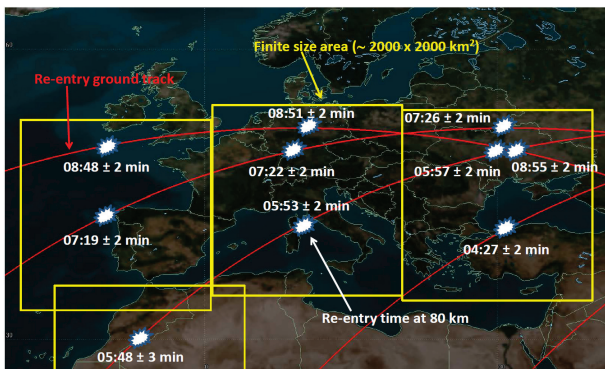 Finite size area (~ 2000 x 2000 km²)
Re-entry ground track
08:51 ± 2 min
07:26 ± 2 min
08:48 ± 2 min
07:22 ± 2 min
05:57 ± 2 min
08:55 ± 2 min
05:53 ± 2 min
07:19 ± 2 min
04:27 ± 2 min
Re-entry time at 80 km
05:48 ± 3 min